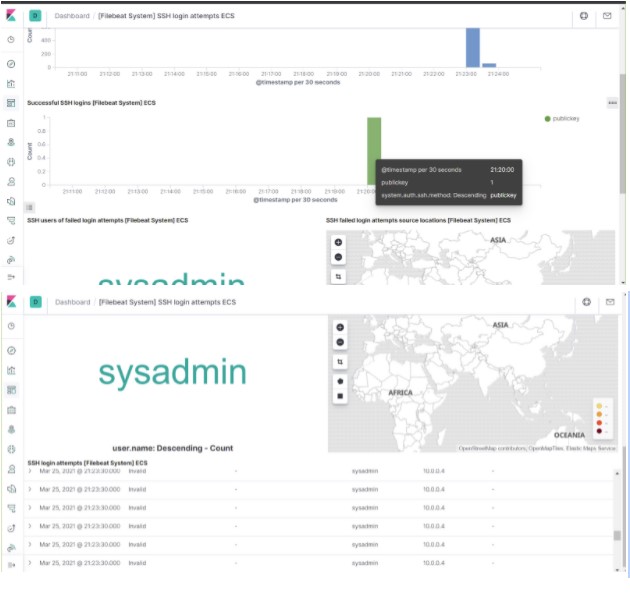 D Dashboard / [Filebeat System] SSH login attempts ECS
Count
400
200
0
21:11:00 21:12:00 21:13:00 21:14:00 21:15:00 21:16:00 21:17:00 21:18:00 21:19:00 21:20:00 21:21:00 21:22:00 21:23:00 21:24:00
@timestamp per 30 seconds
Successful SSH logins [Filebeat System] ECS
publickey
Count
1
0.8
0.6
0.4
0.2
0
@timestamp per 30 seconds 21:20:00
publickey 1
system.auth.ssh.method: Descending publickey
21:11:00 21:12:00 21:13:00 21:14:00 21:15:00 21:16:00 21:17:00 21:18:00 21:19:00 21:20:00 21:21:00 21:22:00 21:23:00 21:24:00
@timestamp per 30 seconds
SSH users of failed login attempts [Filebeat System] ECS
SSH failed login attempts source locations [Filebeat System] ECS
ASIA
sysadmin
D Dashboard / [Filebeat System] SSH login attempts ECS
ASIA
sysadmin
AFRICA
OCEANIA
user.name: Descending - Count
OpenStreetMap contributors, OpenMapTiles, Elastic Maps Service
SSH login attempts [Filebeat System] ECS
> Mar 25, 2021 @ 21:23:30.000 Invalid - sysadmin 10.0.0.4 -
> Mar 25, 2021 @ 21:23:30.000 Invalid - sysadmin 10.0.0.4 -
> Mar 25, 2021 @ 21:23:30.000 Invalid - sysadmin 10.0.0.4 -
> Mar 25, 2021 @ 21:23:30.000 Invalid - sysadmin 10.0.0.4 -
> Mar 25, 2021 @ 21:23:30.000 Invalid - sysadmin 10.0.0.4 -
> Mar 25, 2021 @ 21:23:30.000 Invalid - sysadmin 10.0.0.4 -